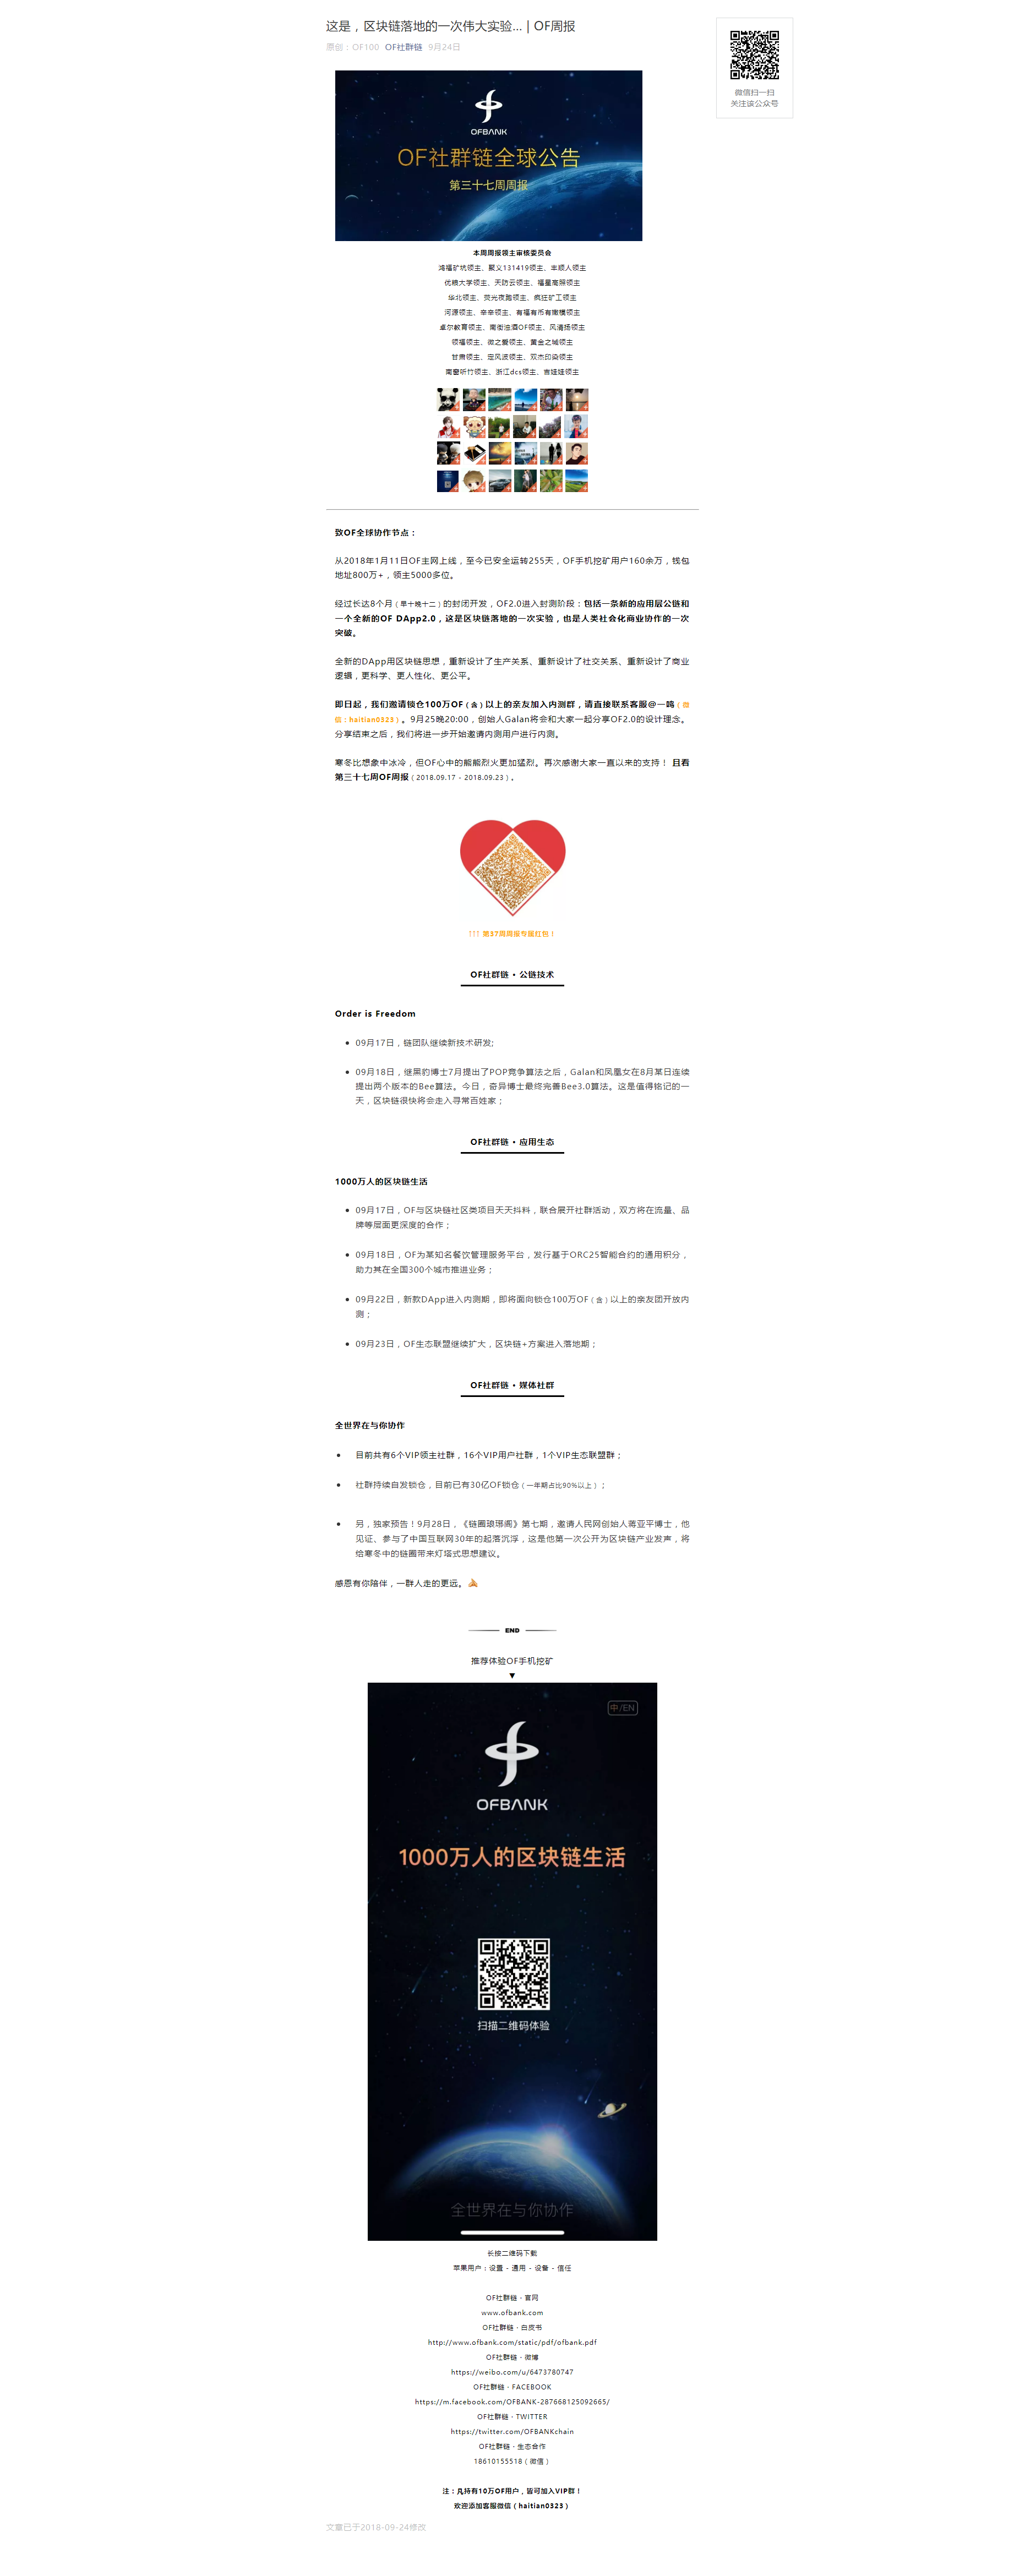 这是，区块链落地的一次伟大实验... | OF周报
原创：OF100 OF社群链 9月24日
微信扫一扫
关注该公众号
OFBANK
OF社群链全球公告
第三十七周周报
本周周报领主审核委员会
鸿福矿坑领主、聚义131419领主、丰顺人领主
优粮大学领主、天防云领主、福星高照领主
华北领主、荧光夜跑领主、疯狂矿工领主
河源领主、幸幸领主、有福有币有嫩模领主
卓尔教育领主、南街油酒OF领主、风清扬领主
领福领主、微之爱领主、黄金之城领主
甘肃领主、定风波领主、双杰印染领主
南窗听竹领主、浙江dcs领主、言娃娃领主
致OF全球协作节点：
从2018年1月11日OF主网上线，至今已安全运转255天，OF手机挖矿用户160余万，钱包
地址800万+，领主5000多位。
经过长达8个月（早十晚十二）的封闭开发，OF2.0进入封测阶段：包括一条新的应用层公链和
一个全新的OF DApp2.0，这是区块链落地的一次实验，也是人类社会化商业协作的一次
突破。
全新的DApp用区块链思想，重新设计了生产关系、重新设计了社交关系、重新设计了商业
逻辑，更科学、更人性化、更公平。
即日起，我们邀请锁仓100万OF（含）以上的亲友加入内测群，请直接联系客服@一鸣（微
信：haitian0323）。9月25晚20:00，创始人Galan将会和大家一起分享OF2.0的设计理念。
分享结束之后，我们将进一步开始邀请内测用户进行内测。
寒冬比想象中冰冷，但OF心中的熊熊烈火更加猛烈。再次感谢大家一直以来的支持！ 且看
第三十七周OF周报（2018.09.17 - 2018.09.23）。
↑↑↑ 第37周周报专属红包！
OF社群链 • 公链技术
Order is Freedom
• 09月17日，链团队继续新技术研发;
• 09月18日，继黑豹博士7月提出了POP竞争算法之后，Galan和凤凰女在8月某日连续
提出两个版本的Bee算法。今日，奇异博士最终完善Bee3.0算法。这是值得铭记的一
天，区块链很快将会走入寻常百姓家；
OF社群链 • 应用生态
1000万人的区块链生活
• 09月17日，OF与区块链社区类项目天天抖料，联合展开社群活动，双方将在流量、品
牌等层面更深度的合作；
• 09月18日，OF为某知名餐饮管理服务平台，发行基于ORC25智能合约的通用积分，
助力其在全国300个城市推进业务；
• 09月22日，新款DApp进入内测期，即将面向锁仓100万OF（含）以上的亲友团开放内
测；
• 09月23日，OF生态联盟继续扩大，区块链+方案进入落地期；
OF社群链 • 媒体社群
全世界在与你协作
• 目前共有6个VIP领主社群，16个VIP用户社群，1个VIP生态联盟群；
• 社群持续自发锁仓，目前已有30亿OF锁仓（一年期占比90%以上）；
• 另，独家预告！9月28日，《链圈琅琊阁》第七期，邀请人民网创始人蒋亚平博士，他
见证、参与了中国互联网30年的起落沉浮，这是他第一次公开为区块链产业发声，将
给寒冬中的链圈带来灯塔式思想建议。
感恩有你陪伴，一群人走的更远。
END
推荐体验OF手机挖矿
▼
中/EN
OFBANK
1000万人的区块链生活
扫描二维码体验
全世界在与你协作
长按二维码下载
苹果用户：设置 - 通用 - 设备 - 信任
OF社群链 - 官网
www.ofbank.com
OF社群链 - 白皮书
http://www.ofbank.com/static/pdf/ofbank.pdf
OF社群链 - 微博
https://weibo.com/u/6473780747
OF社群链 - FACEBOOK
https://m.facebook.com/OFBANK-287668125092665/
OF社群链 - TWITTER
https://twitter.com/OFBANKchain
OF社群链 - 生态合作
18610155518（微信）
注：凡持有10万OF用户，皆可加入VIP群！
欢迎添加客服微信（haitian0323）
文章已于2018-09-24修改